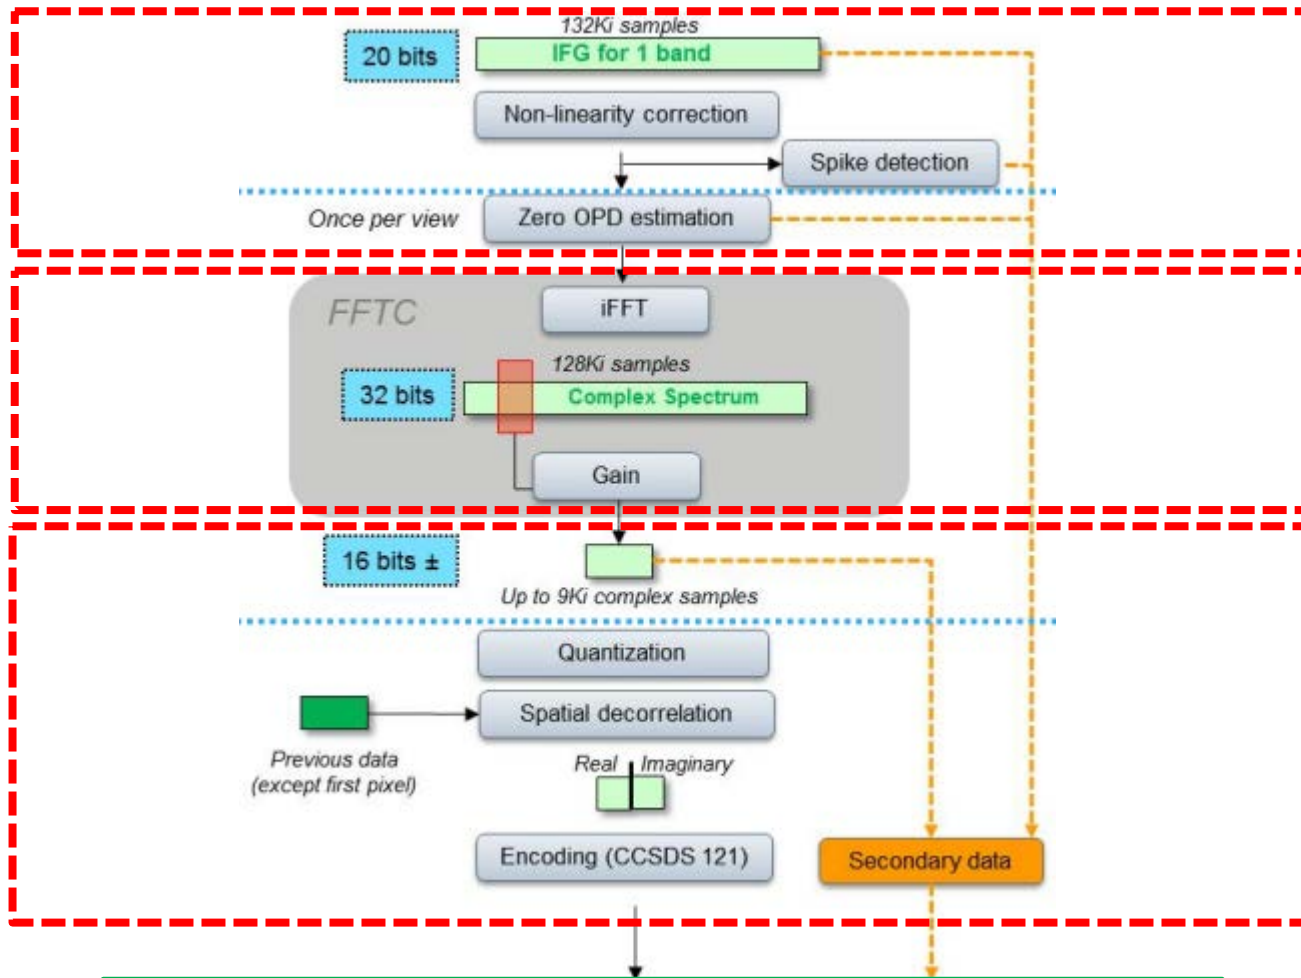 132Ki samples
20 bits
IFG for 1 band
Non-linearity correction
Spike detection
Once per view
Zero OPD estimation
FFTC
iFFT
128Ki samples
32 bits
Complex Spectrum
Gain
16 bits ±
Up to 9Ki complex samples
Quantization
Spatial decorrelation
Previous data
(except first pixel)
Real
Imaginary
Encoding (CCSDS 121)
Secondary data